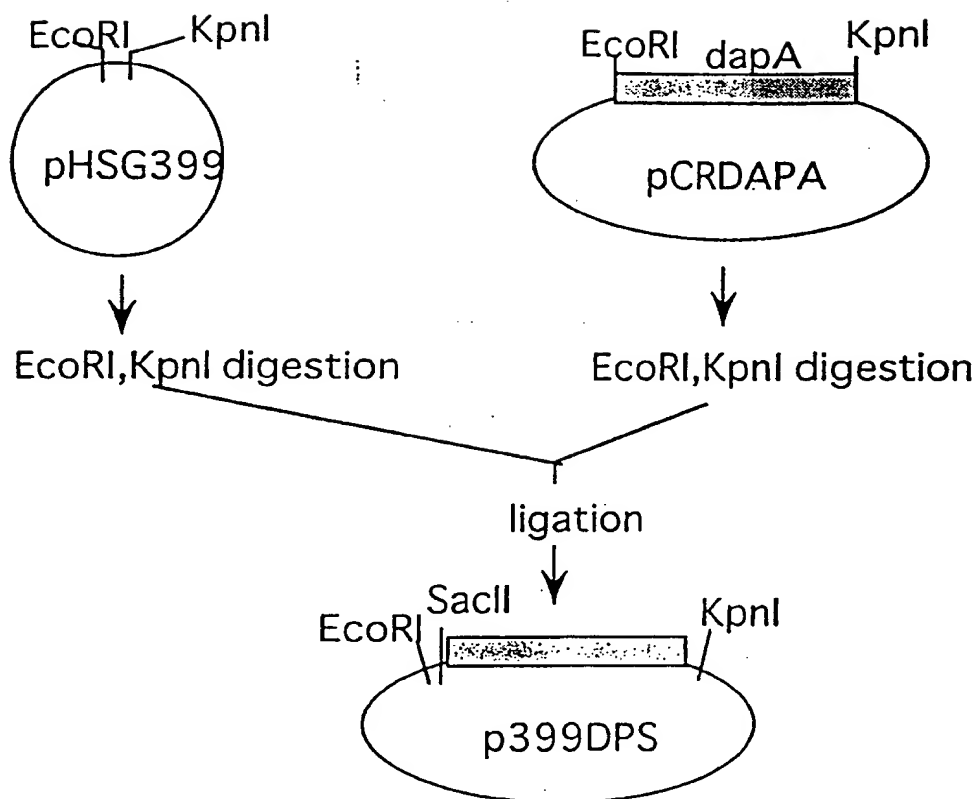 EcoRI KpnI
EcoRI dapA KpnI
pHSG399
pCRDAPA
EcoRI,KpnI digestion
EcoRI,KpnI digestion
ligation
EcoRI SacII KpnI
p399DPS